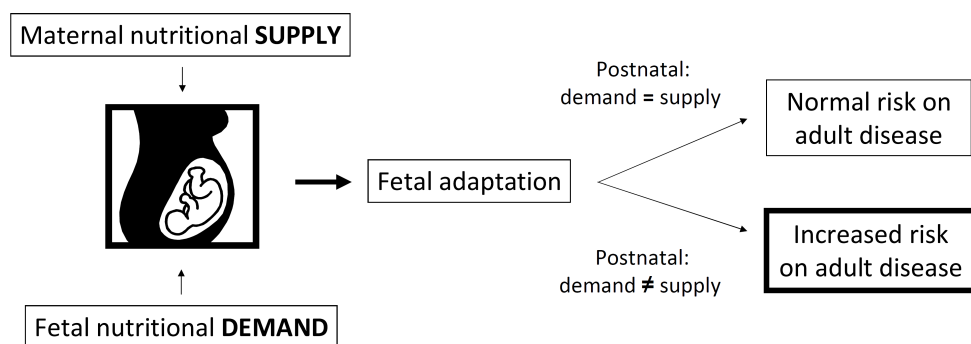 Maternal nutritional SUPPLY
Fetal nutritional DEMAND
Fetal adaptation
Postnatal:
demand = supply
Normal risk on
adult disease
Postnatal:
demand ≠ supply
Increased risk
on adult disease